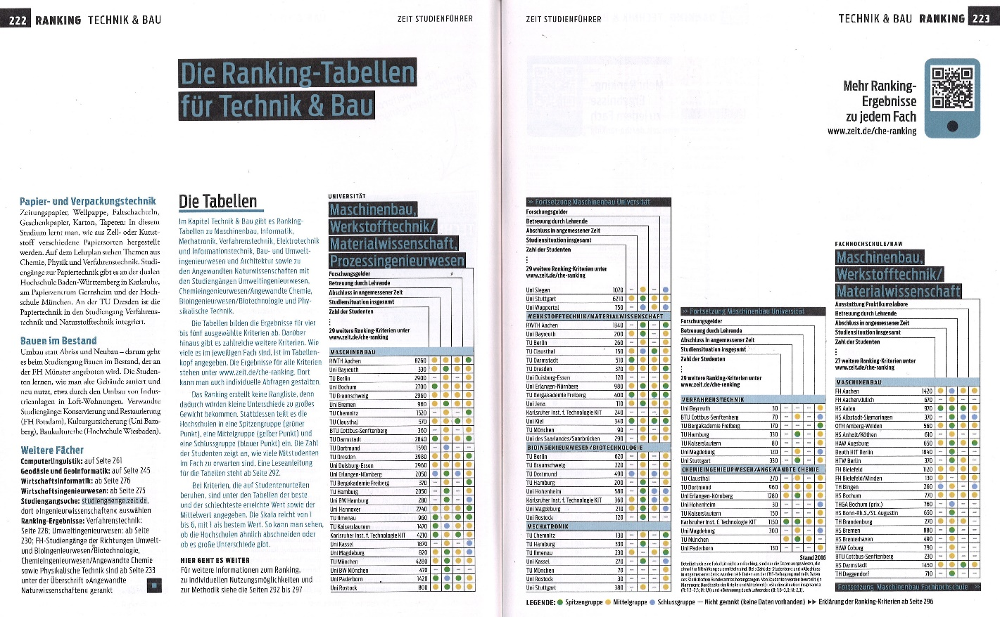 222 RANKING TECHNIK & BAU
ZEIT STUDIENFÜHRER
Die Ranking-Tabellen
für Technik & Bau
Papier- und Verpackungstechnik
Zeitungspapier, Wellpappe, Faltschachteln,
Geschenkpapier, Karton, Tapeten: In diesem
Studium lernt man, wie aus Zell- oder Kunst-
stoff verschiedene Papiersorten hergestellt
werden. Auf dem Lehrplan stehen Themen aus
Chemie, Physik und Verfahrenstechnik. Studi-
engänge zur Papiertechnik gibt es an der dualen
Hochschule Baden-Württemberg in Karlsruhe,
am Papierzentrum Gernsheim und der Hoch-
schule München. An der TU Dresden ist die
Papiertechnik in den Studiengang Verfahrens-
technik und Naturstofftechnik integriert.
Bauen im Bestand
Umbau statt Abriss und Neubau – darum geht
es beim Studiengang Bauen im Bestand, der an
der FH Münster angeboten wird. Die Studen-
ten lernen, wie man alte Gebäude saniert und
neu nutzt, etwa durch den Umbau von Indus-
trieanlagen in Loft-Wohnungen. Verwandte
Studiengänge: Konservierung und Restaurierung
(FH Potsdam), Kulturgutsicherung (Uni Bam-
berg), Baukulturerbe (Hochschule Wiesbaden).
Weitere Fächer
Computerlinguistik: auf Seite 261
Geodäsie und Geoinformatik: auf Seite 245
Wirtschaftsinformatik: ab Seite 276
Wirtschaftsingenieurwesen: ab Seite 275
Studiengangsuche: studiengaenge.zeit.de,
dort »Ingenieurwissenschaften« auswählen
Ranking-Ergebnisse: Verfahrenstechnik:
Seite 228; Umweltingenieurwesen: ab Seite
230; FH-Studiengänge der Richtungen Umwelt-
und Bioingenieurwesen/Biotechnologie,
Chemieingenieurwesen/Angewandte Chemie
sowie Physikalische Technik sind ab Seite 233
unter der Überschrift »Angewandte
Naturwissenschaften« gerankt
Die Tabellen
Im Kapitel Technik & Bau gibt es Ranking-
Tabellen zu Maschinenbau, Informatik,
Mechatronik, Verfahrenstechnik, Elektrotechnik
und Informationstechnik, Bau- und Umwelt-
ingenieurwesen und Architektur sowie zu
den Angewandten Naturwissenschaften mit
den Studiengängen Umweltingenieurwesen,
Chemieingenieurwesen/Angewandte Chemie,
Bioingenieurwesen/Biotechnologie und Phy-
sikalische Technik.
Die Tabellen bilden die Ergebnisse für vier
bis fünf ausgewählte Kriterien ab. Darüber
hinaus gibt es zahlreiche weitere Kriterien. Wie
viele es im jeweiligen Fach sind, ist im Tabellen-
kopf angegeben. Die Ergebnisse für alle Kriterien
stehen unter www.zeit.de/che-ranking. Dort
kann man auch individuelle Abfragen gestalten.
Das Ranking erstellt keine Rangliste, denn
dadurch würden kleine Unterschiede zu großes
Gewicht bekommen. Stattdessen teilt es die
Hochschulen in eine Spitzengruppe (grüner
Punkt), eine Mittelgruppe (gelber Punkt) und
eine Schlussgruppe (blauer Punkt) ein. Die Zahl
der Studenten zeigt an, wie viele Mitstudenten
im Fach zu erwarten sind. Eine Leseanleitung
für die Tabellen steht ab Seite 292.
Bei Kriterien, die auf Studentenurteilen
beruhen, sind unter den Tabellen der beste
und der schlechteste erreichte Wert sowie der
Mittelwert angegeben. Die Skala reicht von 1
bis 6, mit 1 als bestem Wert. So kann man sehen,
ob die Hochschulen ähnlich abschneiden oder
ob es große Unterschiede gibt.
HIER GEHT ES WEITER
Für weitere Informationen zum Ranking,
zu individuellen Nutzungsmöglichkeiten und
zur Methodik siehe die Seiten 292 bis 297
UNIVERSITÄT
Maschinenbau,
Werkstofftechnik/
Materialwissenschaft,
Prozessingenieurwesen
Forschungsgelder
Betreuung durch Lehrende
Abschluss in angemessener Zeit
Studiensituation insgesamt
Zahl der Studenten
29 weitere Ranking-Kriterien unter
www.zeit.de/che-ranking
MASCHINENBAU
RWTH Aachen 8260
Uni Bayreuth 330
TU Berlin 2900
Uni Bochum 2700
TU Braunschweig 2960
Uni Bremen 960
TU Chemnitz 1520
TU Clausthal 570
BTU Cottbus-Senftenberg 360
TU Darmstadt 2840
TU Dortmund 1590
TU Dresden 3980
Uni Duisburg-Essen 2960
Uni Erlangen-Nürnberg 2050
TU Bergakademie Freiberg 370
TU Hamburg 2050
Uni BW Hamburg 280
Uni Hannover 2740
TU Ilmenau 960
TU Kaiserslautern 1470
Karlsruher Inst. f. Technologie KIT 4210
Uni Kassel 1870
Uni Magdeburg 820
TU München 4280
Uni BW München 470
Uni Paderborn 1420
Uni Rostock 800
ZEIT STUDIENFÜHRER
TECHNIK & BAU RANKING 223
Mehr Ranking-
Ergebnisse
zu jedem Fach
www.zeit.de/che-ranking
>> Fortsetzung Maschinenbau Universität
Forschungsgelder
Betreuung durch Lehrende
Abschluss in angemessener Zeit
Studiensituation insgesamt
Zahl der Studenten
29 weitere Ranking-Kriterien unter
www.zeit.de/che-ranking
Uni Siegen 1070
Uni Stuttgart 6210
Uni Wuppertal 750
WERKSTOFFTECHNIK/MATERIALWISSENSCHAFT
RWTH Aachen 1340
Uni Bayreuth 200
TU Berlin 260
TU Clausthal 150
TU Darmstadt 510
TU Dresden 370
Uni Duisburg-Essen 120
Uni Erlangen-Nürnberg 980
TU Bergakademie Freiberg 400
Uni Jena 110
Karlsruher Inst. f. Technologie KIT 240
Uni Kiel 340
TU München 90
Uni des Saarlandes/Saarbrücken 290
BIOINGENIEURWESEN/BIOTECHNOLOGIE
TU Berlin 620
TU Braunschweig 220
TU Dortmund 490
TU Hamburg 200
Uni Hohenheim 580
Karlsruher Inst. f. Technologie KIT 360
Uni Magdeburg 210
Uni Rostock 120
MECHATRONIK
TU Chemnitz 130
TU Hamburg 330
TU Ilmenau 230
Uni Kassel 270
TU München 70
Uni Rostock 30
Uni Stuttgart 380
>> Fortsetzung Maschinenbau Universität
Forschungsgelder
Betreuung durch Lehrende
Abschluss in angemessener Zeit
Studiensituation insgesamt
Zahl der Studenten
29 weitere Ranking-Kriterien unter
www.zeit.de/che-ranking
VERFAHRENSTECHNIK
Uni Bayreuth 30
BTU Cottbus-Senftenberg 70
TU Bergakademie Freiberg 170
TU Hamburg 330
TU Kaiserslautern 80
Uni Magdeburg 120
Uni Stuttgart 330
CHEMIEINGENIEURWESEN/ANGEWANDTE CHEMIE
TU Clausthal 270
TU Dortmund 960
Uni Erlangen-Nürnberg 1280
Uni Hohenheim 30
TU Kaiserslautern 150
Karlsruher Inst. f. Technologie KIT 1150
Uni Magdeburg 300
TU München
Uni Paderborn 130
Stand 2016
FACHHOCHSCHULE/HAW
Maschinenbau,
Werkstofftechnik/
Materialwissenschaft
Ausstattung Praktikumslabore
Betreuung durch Lehrende
Abschluss in angemessener Zeit
Studiensituation insgesamt
Zahl der Studenten
27 weitere Ranking-Kriterien unter
www.zeit.de/che-ranking
MASCHINENBAU
FH Aachen 1420
FH Aachen/Jülich 670
HS Aalen 970
HS Albstadt-Sigmaringen 370
OTH Amberg-Weiden 560
HS Anhalt/Köthen 610
HAW Augsburg 650
Beuth HIT Berlin 1840
HTW Berlin 370
FH Bielefeld 1120
FH Bielefeld/Minden 130
TH Bingen 260
HS Bochum 770
THGA Bochum (priv.) 760
HS Bonn-Rh.S./St. Augustin 650
TH Brandenburg 270
HS Bremen 880
HS Bremerhaven 490
HAW Coburg 790
BTU Cottbus-Senftenberg 230
HS Darmstadt 1450
TH Deggendorf 710
Fortsetzung Maschinenbau Fachhochschule >>
LEGENDE: Spitzengruppe Mittelgruppe Schlussgruppe — Nicht gerankt (keine Daten vorhanden) ►► Erklärung der Ranking-Kriterien ab Seite 296